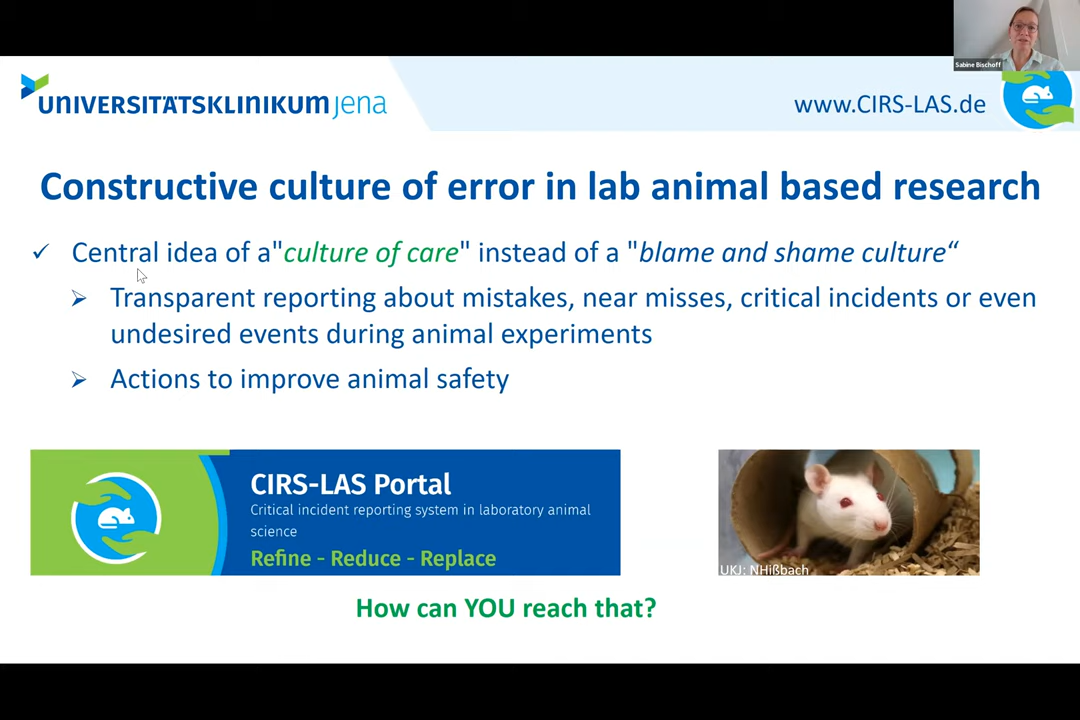 Sabine Bischoff
UNIVERSITÄTSKLINIKUM jena
www.CIRS-LAS.de
Constructive culture of error in lab animal based research
✓ Central idea of a"culture of care" instead of a "blame and shame culture“
➢ Transparent reporting about mistakes, near misses, critical incidents or even
undesired events during animal experiments
➢ Actions to improve animal safety
CIRS-LAS Portal
Critical incident reporting system in laboratory animal
science
Refine - Reduce - Replace
UKJ: NHißbach
How can YOU reach that?